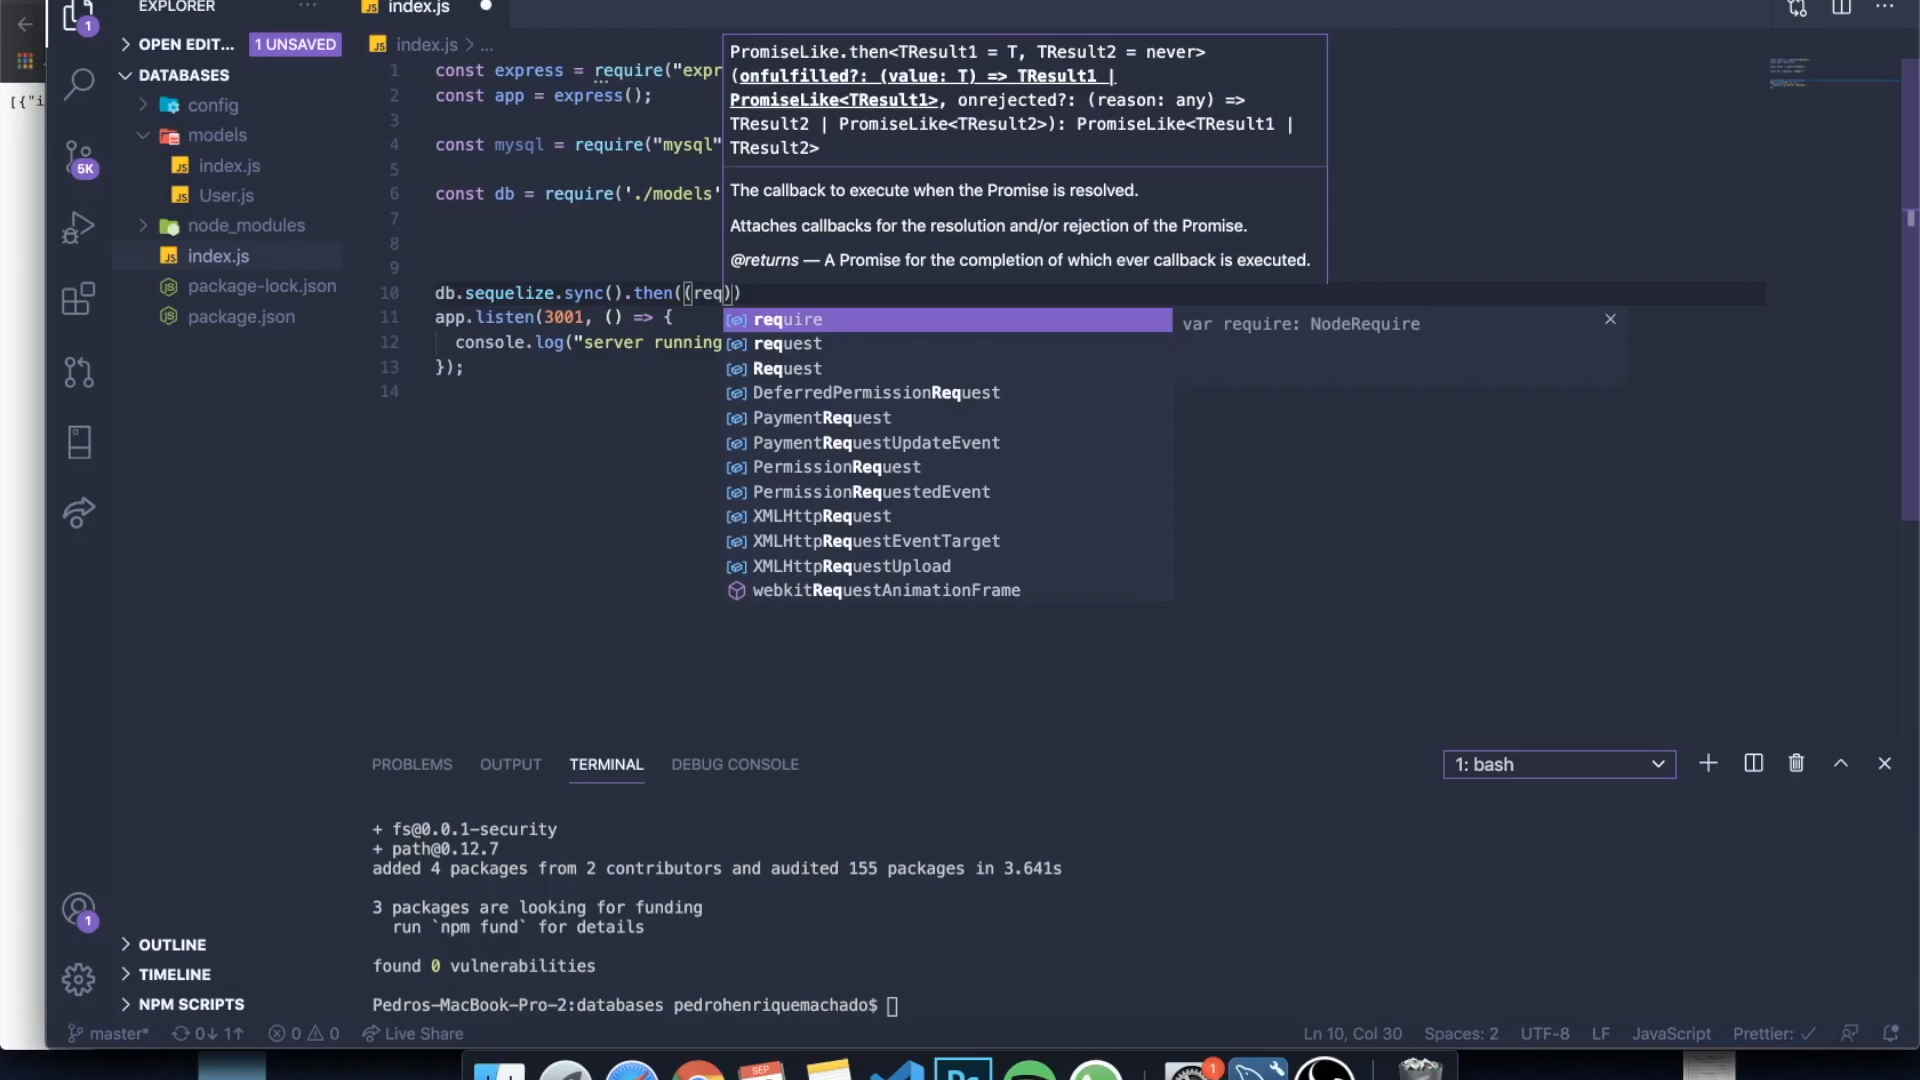 EXPLORER
index.js
1
OPEN EDIT... 1 UNSAVED
index.js > ...
[{"i
DATABASES
config
models
index.js
User.js
node_modules
index.js
package-lock.json
package.json
5K
1 const express = require("expr
2 const app = express();
3
4 const mysql = require("mysql"
5
6 const db = require('./models'
7
8
9
10 db.sequelize.sync().then((req))
11 app.listen(3001, () => {
12 console.log("server running
13 });
14
PromiseLike.then<TResult1 = T, TResult2 = never>
(onfulfilled?: (value: T) => TResult1 |
PromiseLike<TResult1>, onrejected?: (reason: any) =>
TResult2 | PromiseLike<TResult2>): PromiseLike<TResult1 |
TResult2>
The callback to execute when the Promise is resolved.
Attaches callbacks for the resolution and/or rejection of the Promise.
@returns — A Promise for the completion of which ever callback is executed.
require
var require: NodeRequire
request
Request
DeferredPermissionRequest
PaymentRequest
PaymentRequestUpdateEvent
PermissionRequest
PermissionRequestedEvent
XMLHttpRequest
XMLHttpRequestEventTarget
XMLHttpRequestUpload
webkitRequestAnimationFrame
PROBLEMS OUTPUT TERMINAL DEBUG CONSOLE
1: bash
+ fs@0.0.1-security
+ path@0.12.7
added 4 packages from 2 contributors and audited 155 packages in 3.641s
3 packages are looking for funding
run `npm fund` for details
found 0 vulnerabilities
Pedros-MacBook-Pro-2:databases pedrohenriquemachado$
1
OUTLINE
TIMELINE
NPM SCRIPTS
master* 0↓ 1↑ 0 0 Live Share
Ln 10, Col 30 Spaces: 2 UTF-8 LF JavaScript Prettier: ✓
SEP
Ps
1